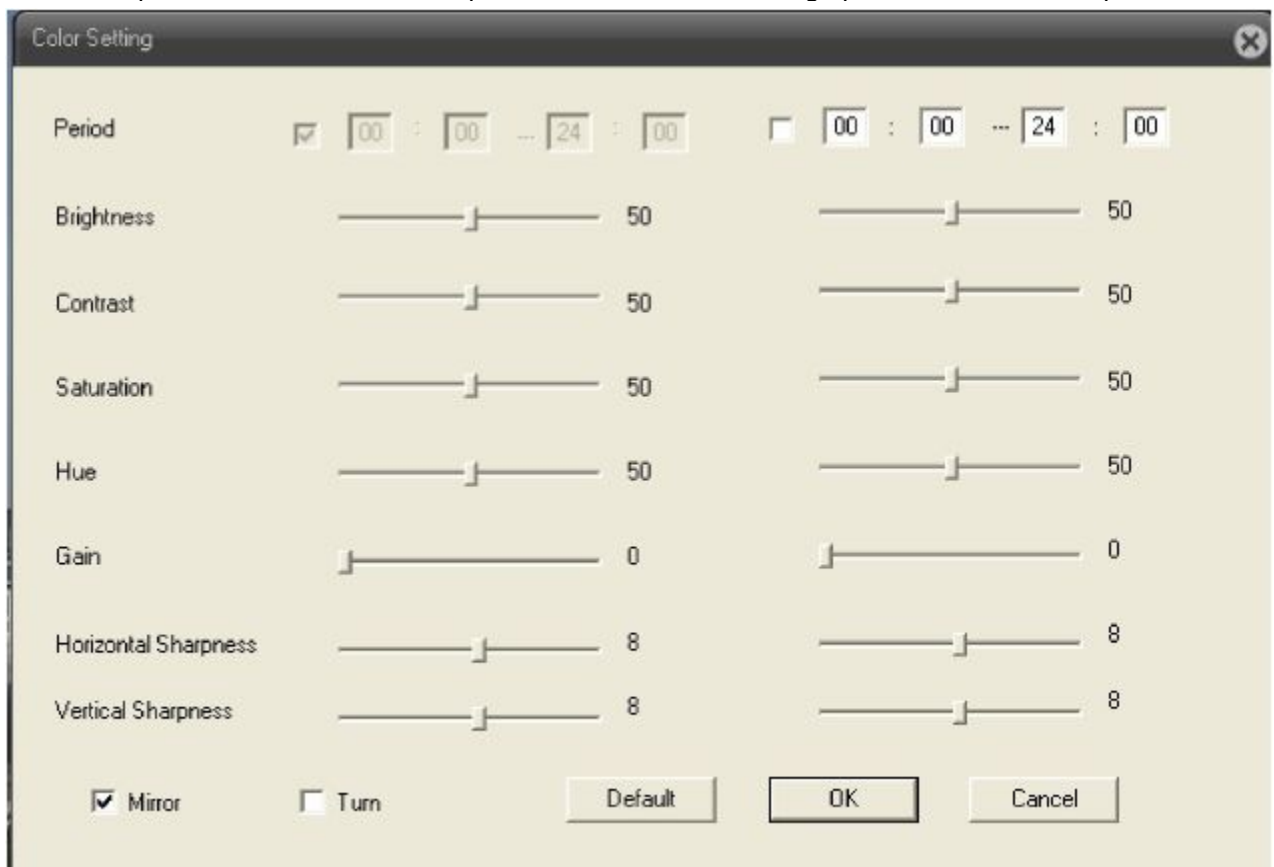 Color Setting
Period 00 : 00 ... 24 : 00 00 : 00 --- 24 : 00
Brightness 50 50
Contrast 50 50
Saturation 50 50
Hue 50 50
Gain 0 0
Horizontal Sharpness 8 8
Vertical Sharpness 8 8
Mirror Turn Default OK Cancel